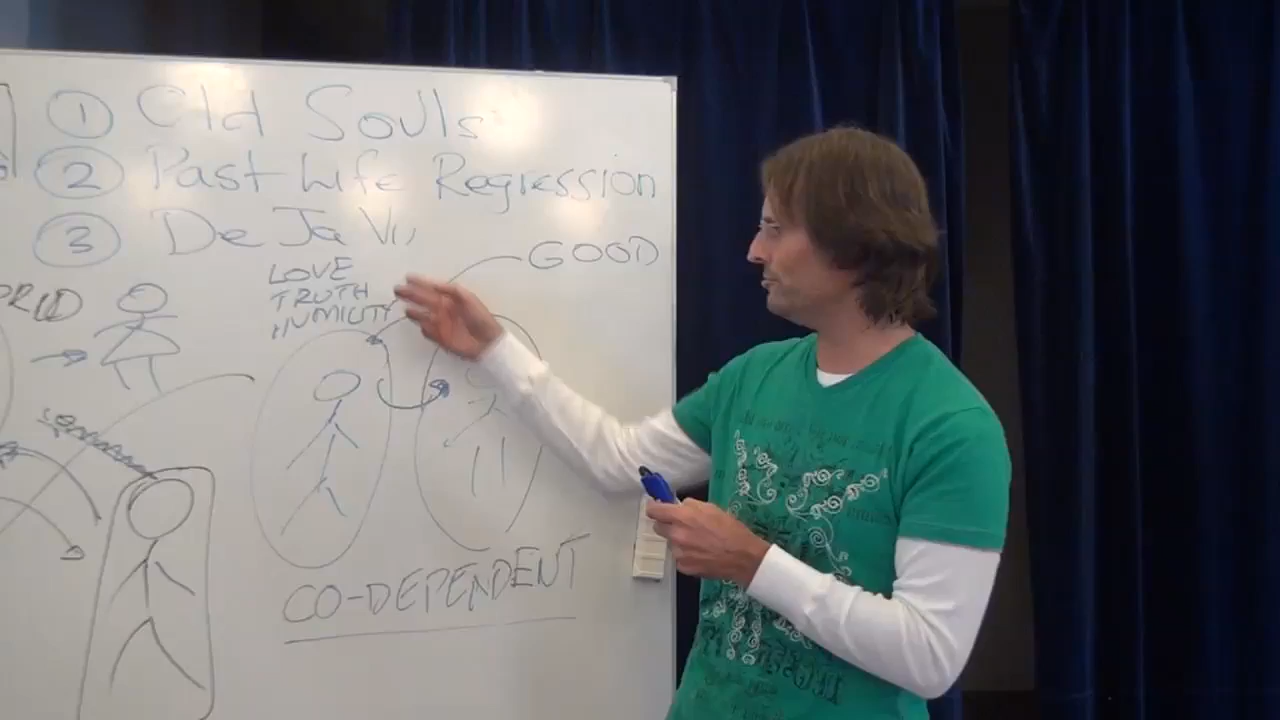 ① Old Souls
② Past Life Regression
③ De Ja Vu
GOOD
LOVE
TRUTH
HUMILITY
CO-DEPENDENT